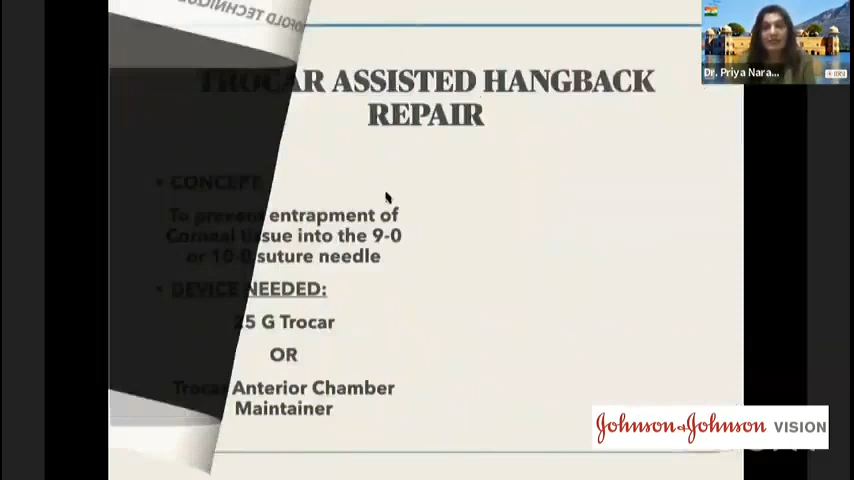 TROCAR ASSISTED HANGBACK
REPAIR
• CONCEPT
To prevent entrapment of
Corneal tissue into the 9-0
or 10-0 suture needle
• DEVICE NEEDED:
25 G Trocar
OR
Trocar Anterior Chamber
Maintainer
Dr. Priya Nara...
Johnson & Johnson VISION